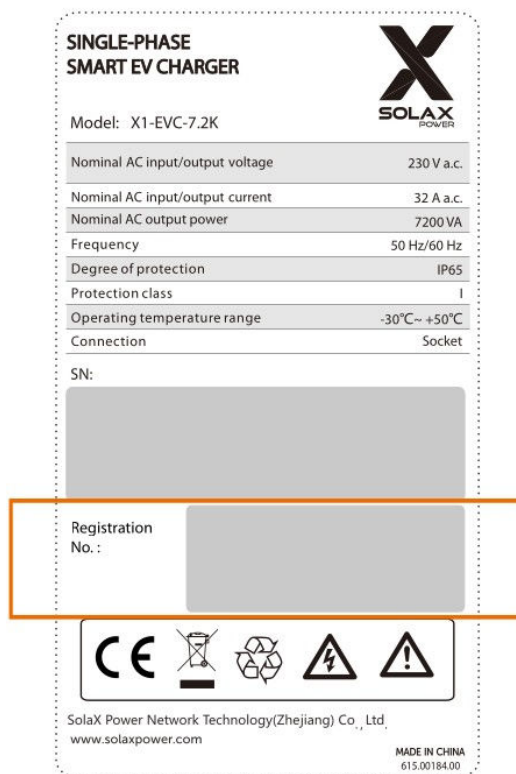 SINGLE-PHASE
SMART EV CHARGER
SOLAX
POWER
Model: X1-EVC-7.2K
Nominal AC input/output voltage 230 V a.c.
Nominal AC input/output current 32 A a.c.
Nominal AC output power 7200 VA
Frequency 50 Hz/60 Hz
Degree of protection IP65
Protection class I
Operating temperature range -30℃~ +50℃
Connection Socket
SN:
Registration
No. :
CE
SolaX Power Network Technology(Zhejiang) Co., Ltd.
www.solaxpower.com
MADE IN CHINA
615.00184.00